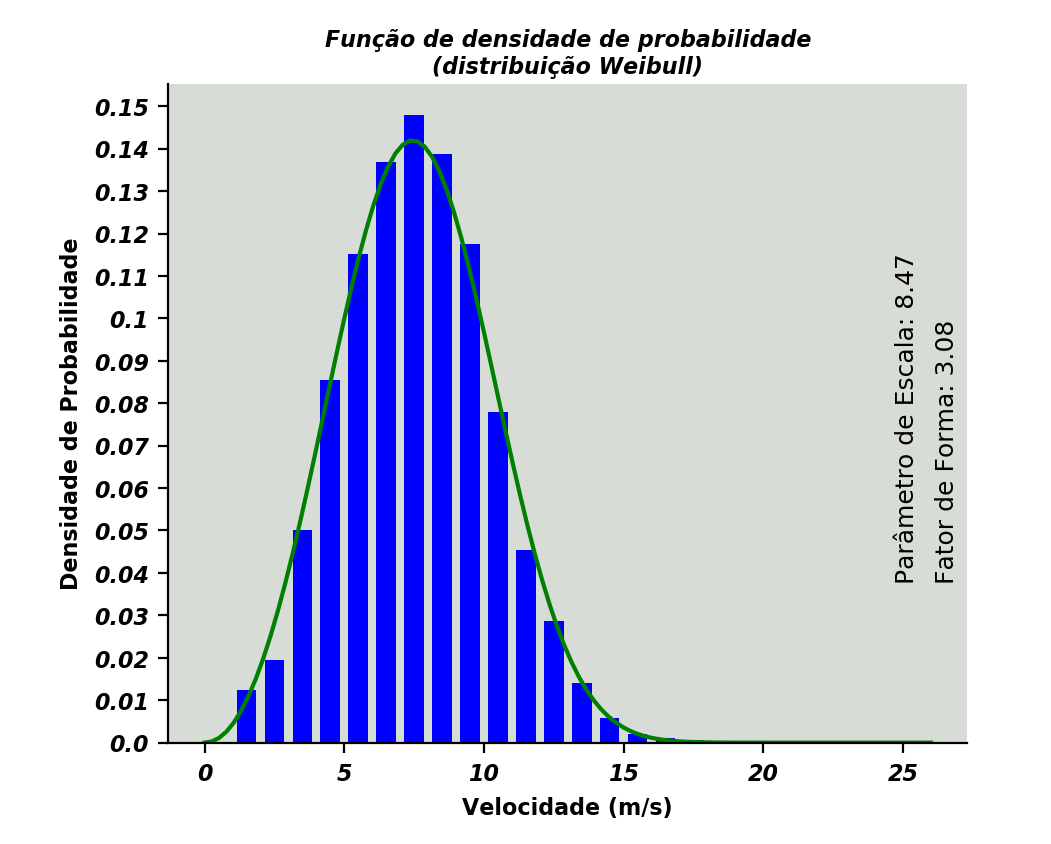 Função de densidade de probabilidade
(distribuição Weibull)
Densidade de Probabilidade
0.15
0.14
0.13
0.12
0.11
0.1
0.09
0.08
0.07
0.06
0.05
0.04
0.03
0.02
0.01
0.0
Parâmetro de Escala: 8.47
Fator de Forma: 3.08
0 5 10 15 20 25
Velocidade (m/s)